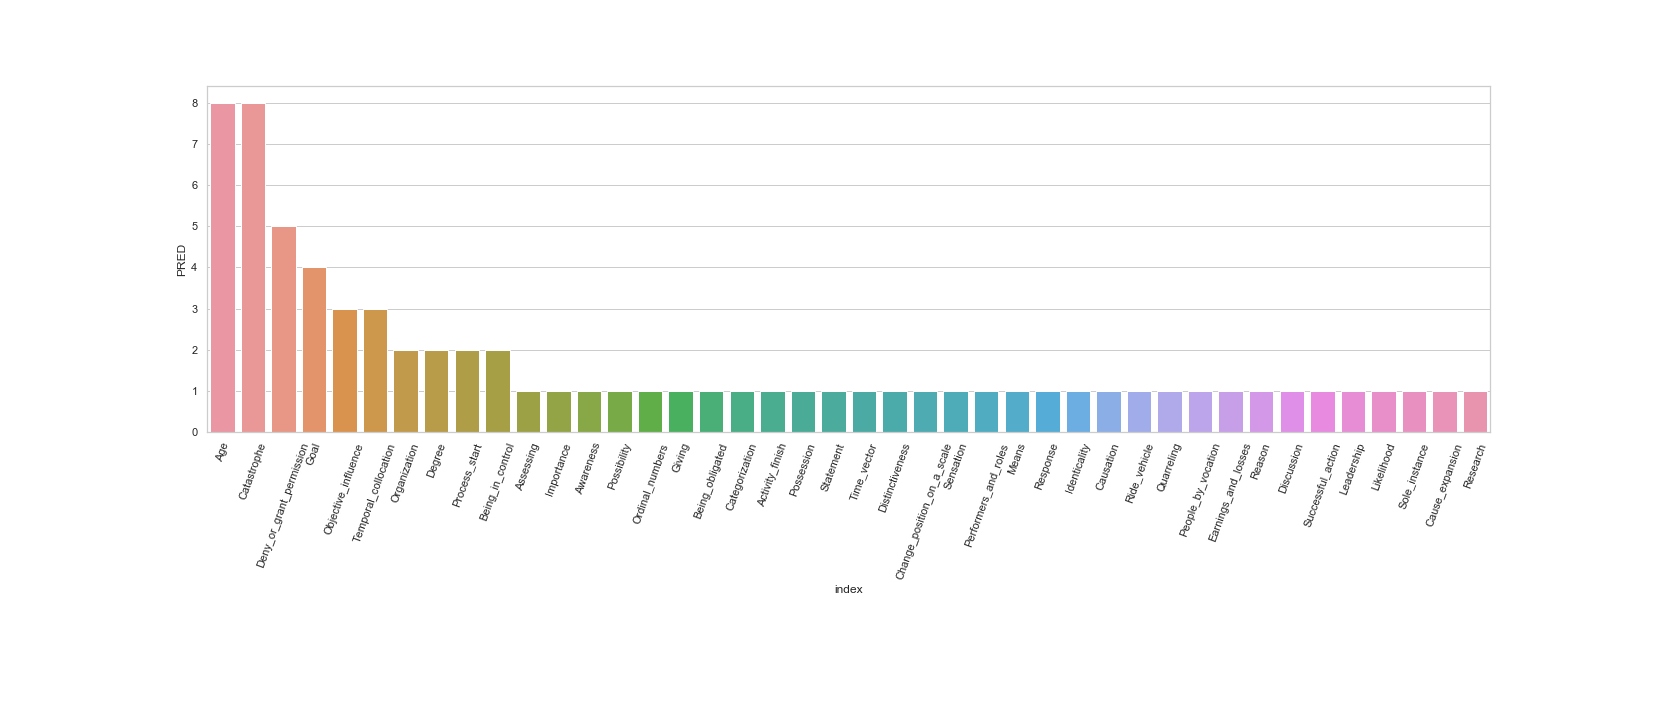 8
7
6
5
4
3
2
1
0
PRED
Age
Catastrophe
Deny_or_grant_permission
Goal
Objective_influence
Temporal_collocation
Organization
Degree
Process_start
Being_in_control
Assessing
Importance
Awareness
Possibility
Ordinal_numbers
Giving
Being_obligated
Categorization
Activity_finish
Possession
Statement
Time_vector
Distinctiveness
Change_position_on_a_scale
Sensation
Performers_and_roles
Means
Response
Identicality
Causation
Ride_vehicle
Quarreling
People_by_vocation
Earnings_and_losses
Reason
Discussion
Successful_action
Leadership
Likelihood
Sole_instance
Cause_expansion
Research
index